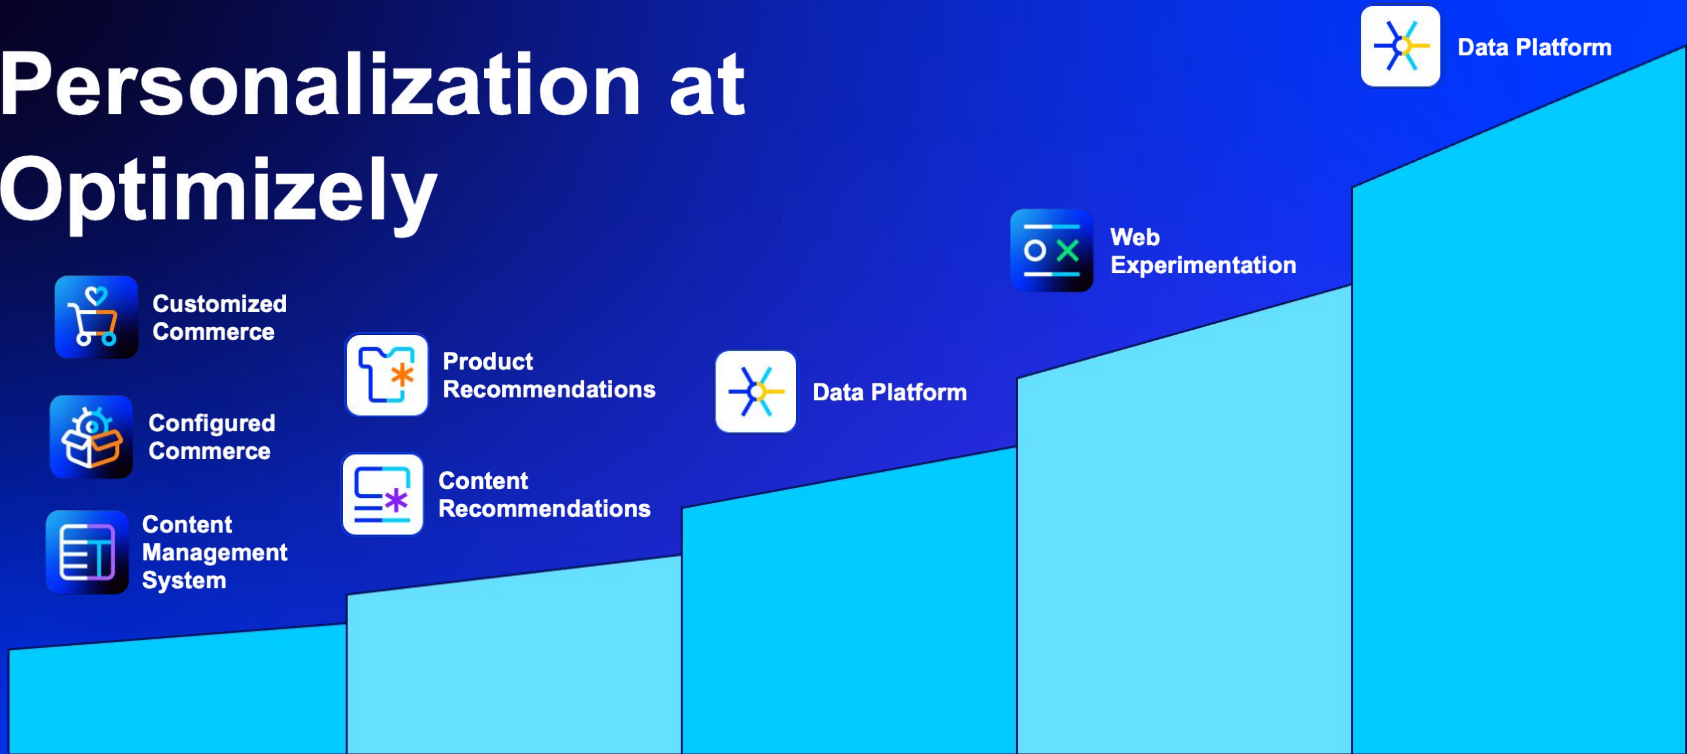 Personalization at
Optimizely
Customized
Commerce
Configured
Commerce
Content
Management
System
Product
Recommendations
Content
Recommendations
Data Platform
Web
Experimentation
Data Platform